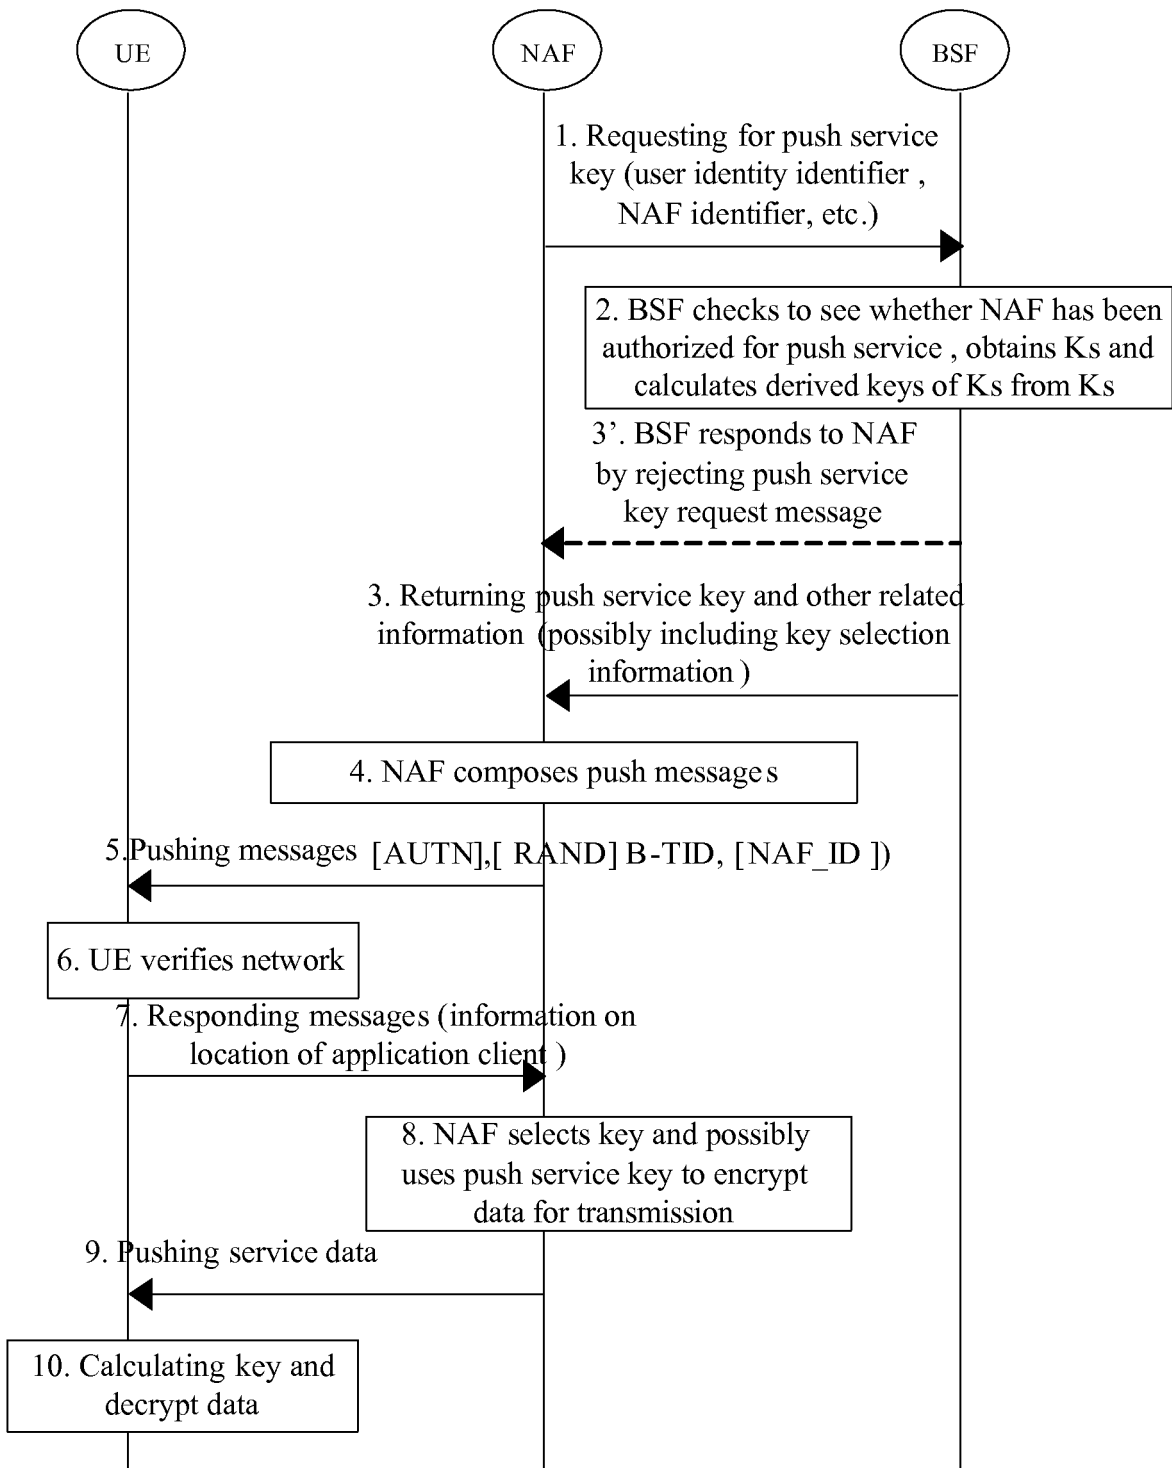 UE
NAF
BSF
1. Requesting for push service
key (user identity identifier ,
NAF identifier, etc.)
2. BSF checks to see whether NAF has been
authorized for push service , obtains Ks and
calculates derived keys of Ks from Ks
3’. BSF responds to NAF
by rejecting push service
key request message
3. Returning push service key and other related
information (possibly including key selection
information )
4. NAF composes push messages
5.Pushing messages [AUTN],[ RAND] B-TID, [NAF_ID ])
6. UE verifies network
7. Responding messages (information on
location of application client )
8. NAF selects key and possibly
uses push service key to encrypt
data for transmission
9. Pushing service data
10. Calculating key and
decrypt data